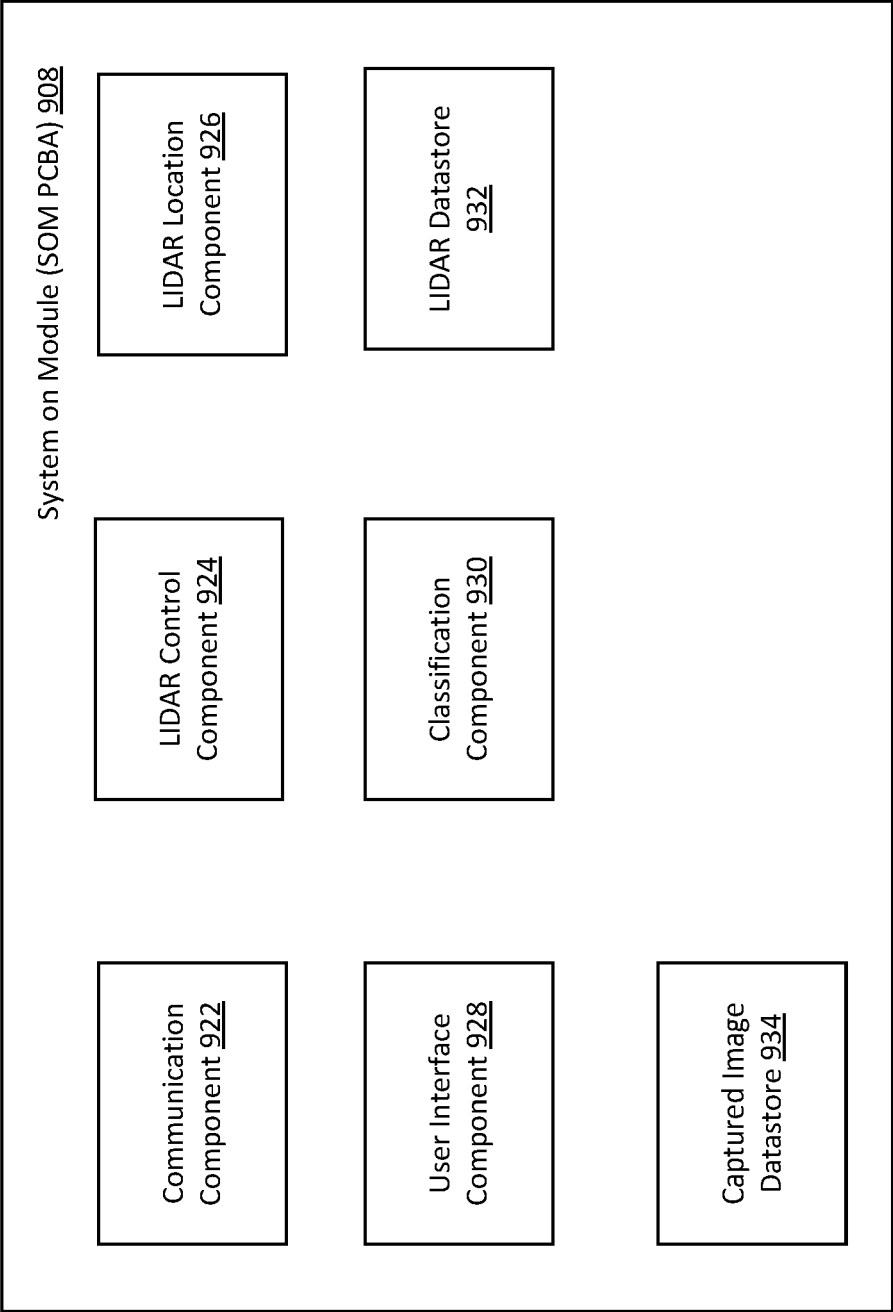 System on Module (SOM PCBA) 908
Communication
Component 922
LIDAR Control
Component 924
LIDAR Location
Component 926
User Interface
Component 928
Classification
Component 930
LIDAR Datastore
932
Captured Image
Datastore 934